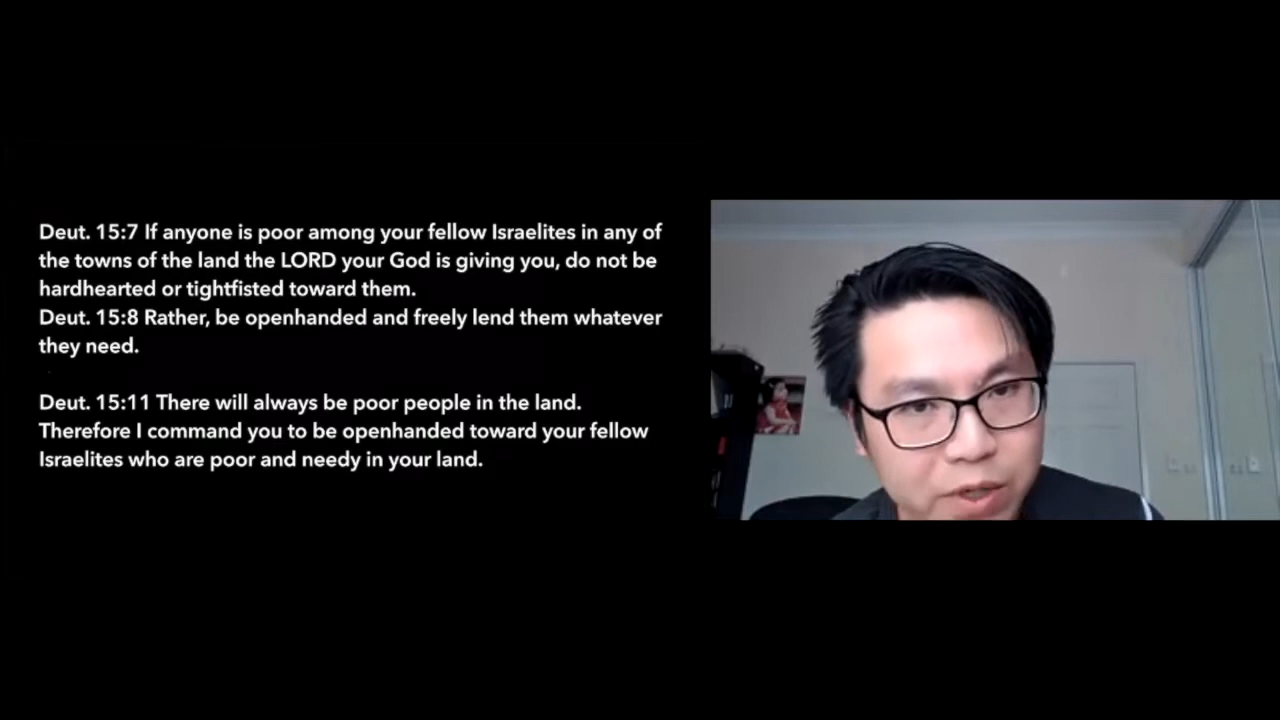 Deut. 15:7 If anyone is poor among your fellow Israelites in any of
the towns of the land the LORD your God is giving you, do not be
hardhearted or tightfisted toward them.
Deut. 15:8 Rather, be openhanded and freely lend them whatever
they need.
Deut. 15:11 There will always be poor people in the land.
Therefore I command you to be openhanded toward your fellow
Israelites who are poor and needy in your land.